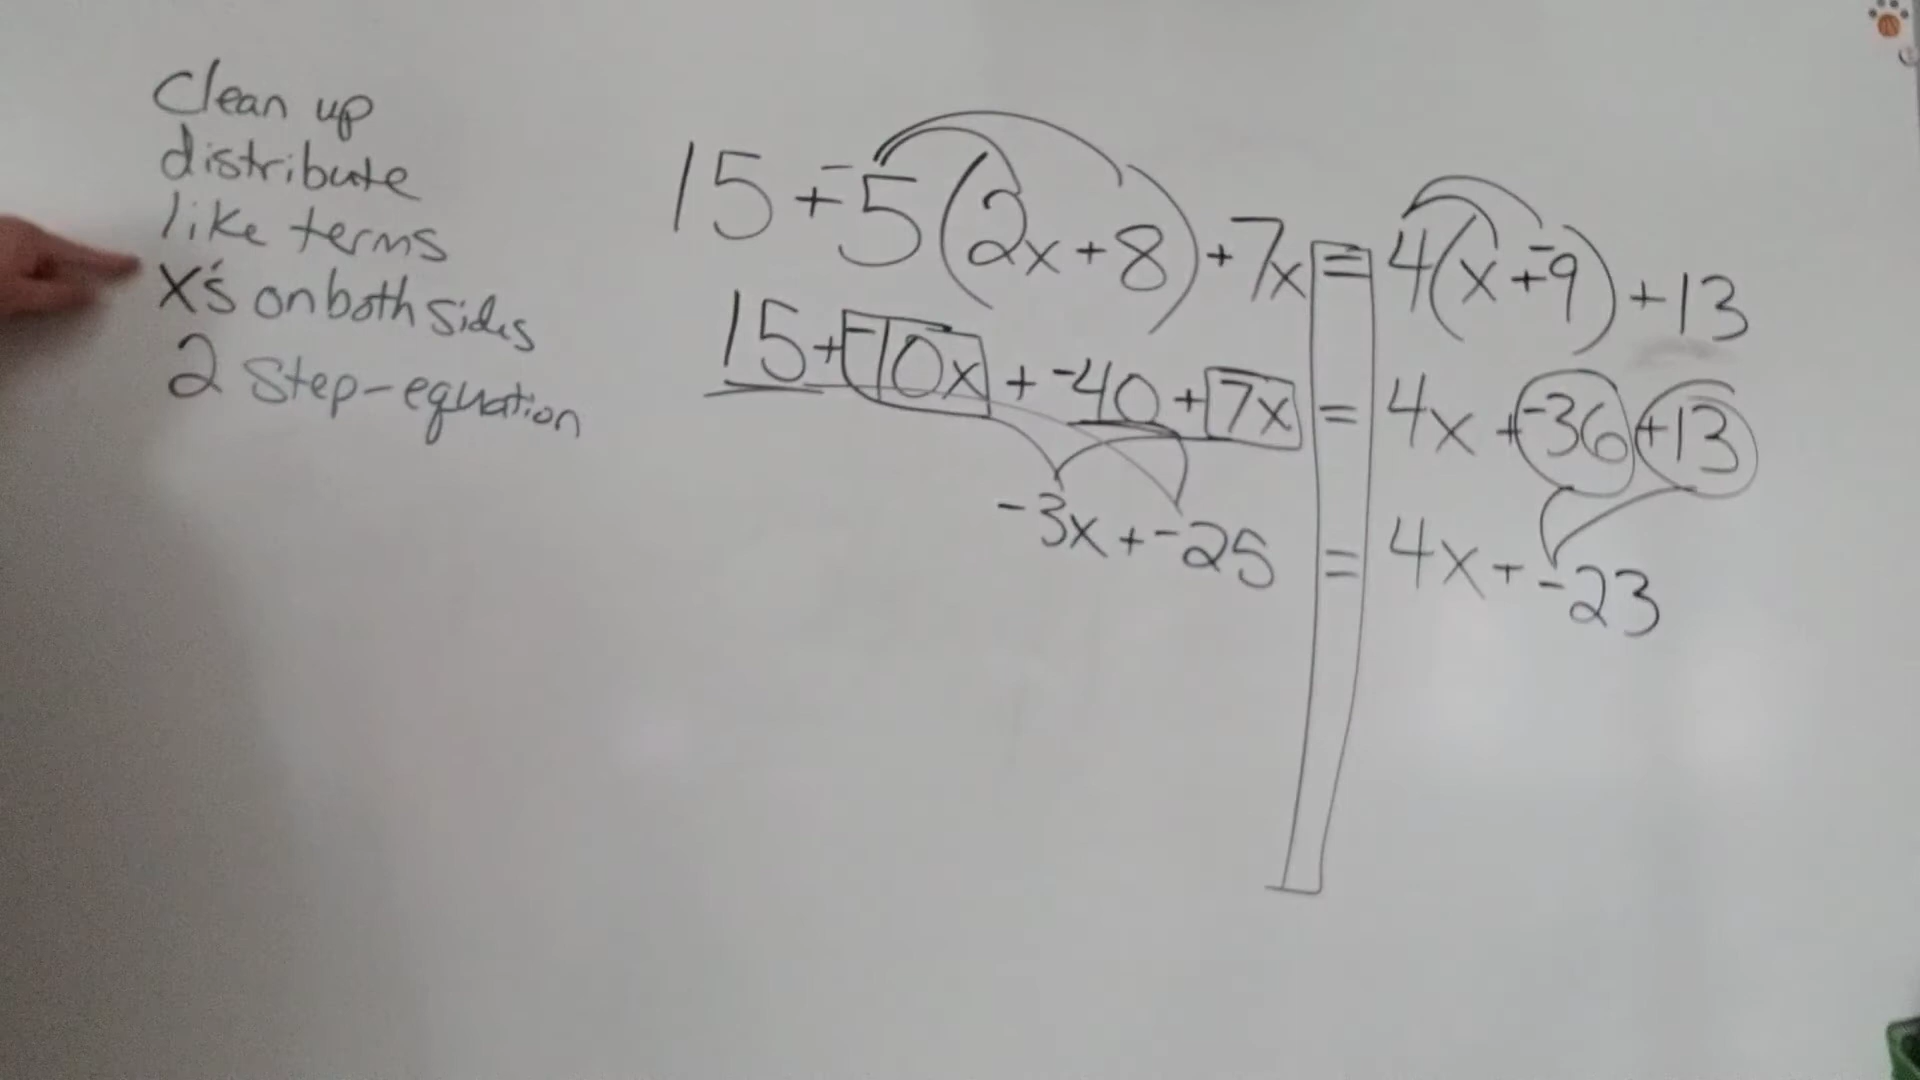 Clean up
distribute
like terms
X's on both sides
2 Step-equation
15 + -5(2x + 8) + 7x = 4(x + -9) + 13
15 + -10x + -40 + 7x = 4x + -36 + 13
-3x + -25 = 4x + -23